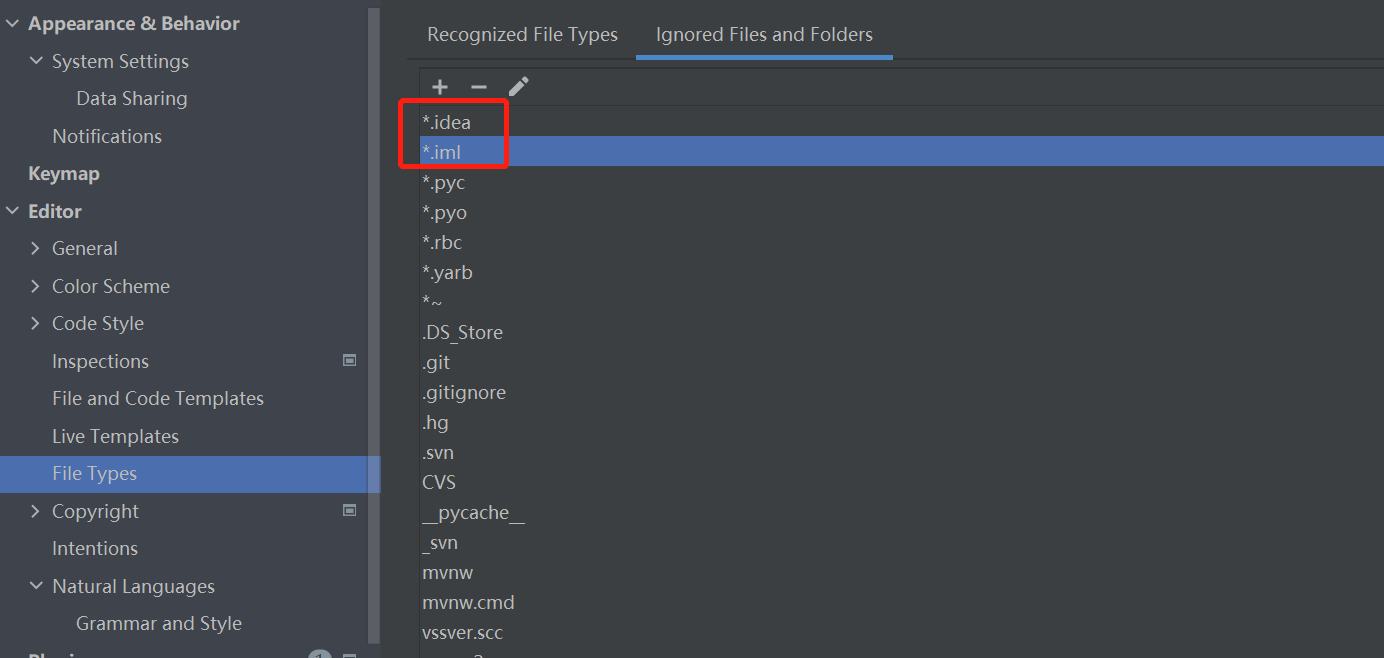 Appearance & Behavior
System Settings
Data Sharing
Notifications
Keymap
Editor
General
Color Scheme
Code Style
Inspections
File and Code Templates
Live Templates
File Types
Copyright
Intentions
Natural Languages
Grammar and Style
Recognized File Types
Ignored Files and Folders
*.idea
*.iml
*.pyc
*.pyo
*.rbc
*.yarb
*~
.DS_Store
.git
.gitignore
.hg
.svn
CVS
__pycache__
_svn
mvnw
mvnw.cmd
vssver.scc